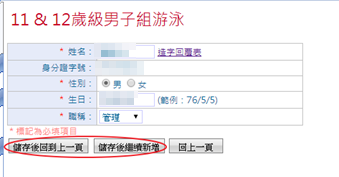 11 & 12歲級男子組游泳
* 姓名： 造字回覆表
身分證字號：
* 性別： 男 女
* 生日： (範例：76/5/5)
* 職稱： 管理
* 標記為必填項目
儲存後回到上一頁 儲存後繼續新增 回上一頁